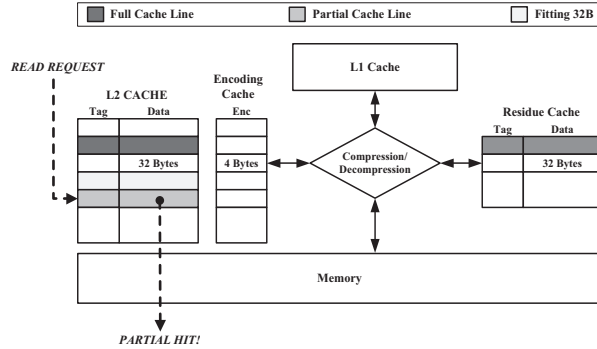 Full Cache Line
Partial Cache Line
Fitting 32B
READ REQUEST
L2 CACHE
Tag
Data
32 Bytes
Encoding
Cache
Enc
4 Bytes
L1 Cache
Compression/
Decompression
Residue Cache
Tag
Data
32 Bytes
Memory
PARTIAL HIT!